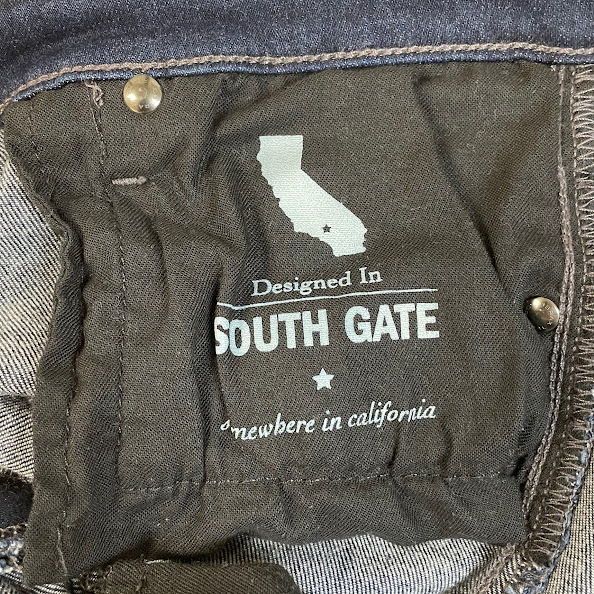 Designed In
SOUTH GATE
omewhere in california